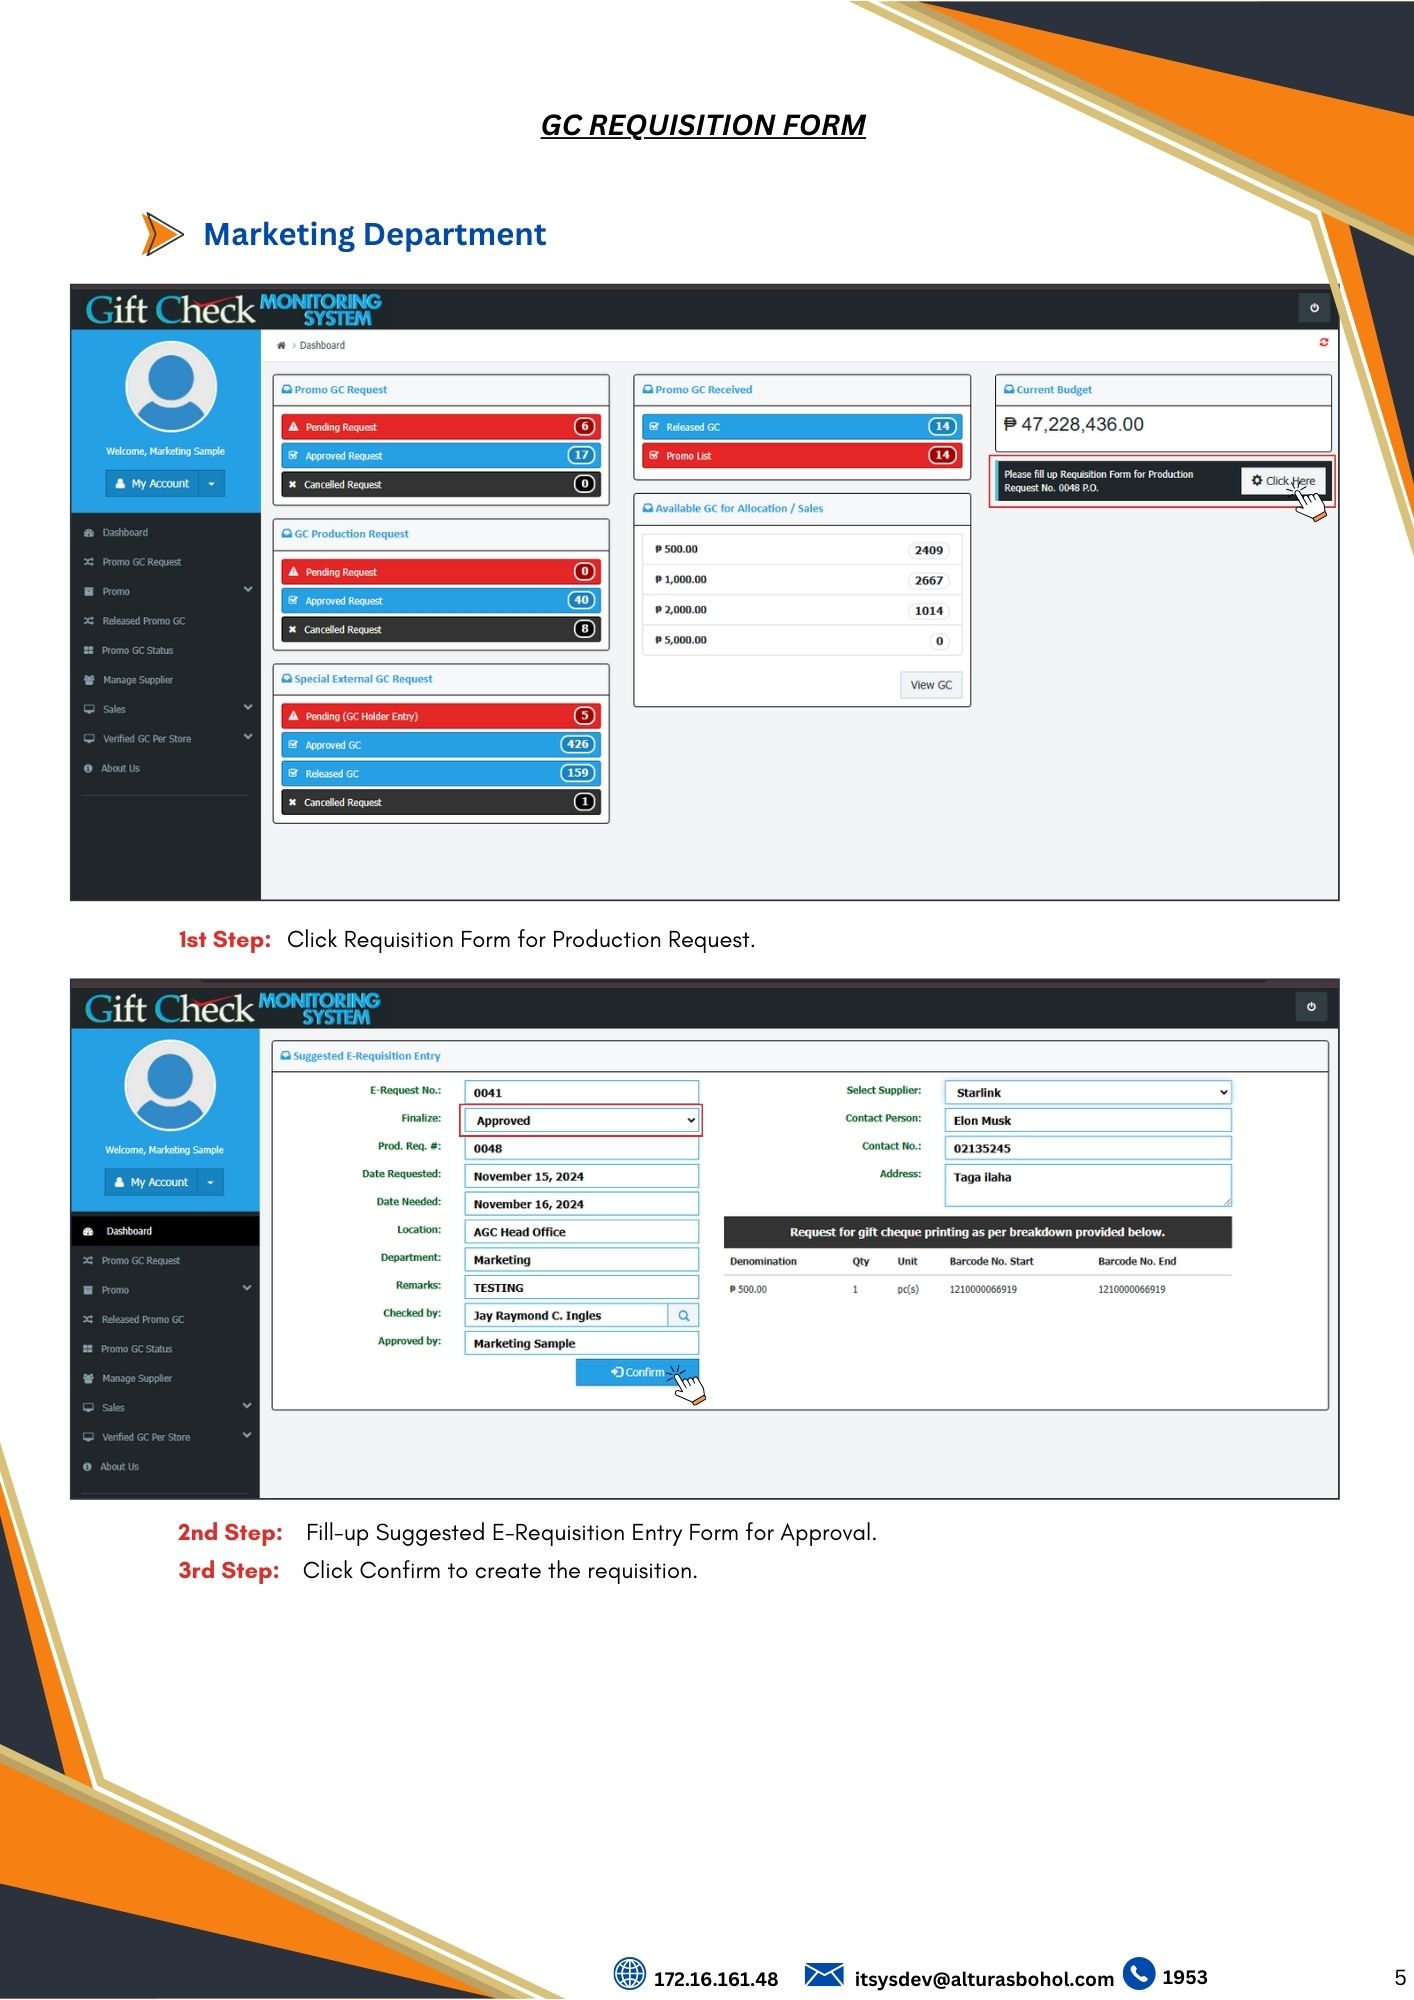 GC REQUISITION FORM
Marketing Department
Gift Check MONITORING SYSTEM
Dashboard
Welcome, Marketing Sample
My Account
Dashboard
Promo GC Request
Promo
Released Promo GC
Promo GC Status
Manage Supplier
Sales
Verified GC Per Store
About Us
Promo GC Request
Pending Request 6
Approved Request 17
Cancelled Request 0
GC Production Request
Pending Request 0
Approved Request 40
Cancelled Request 8
Special External GC Request
Pending (GC Holder Entry) 5
Approved GC 426
Released GC 159
Cancelled Request 1
Promo GC Received
Released GC 14
Promo List 14
Available GC for Allocation / Sales
₱ 500.00 2409
₱ 1,000.00 2667
₱ 2,000.00 1014
₱ 5,000.00 0
View GC
Current Budget
₱ 47,228,436.00
Please fill up Requisition Form for Production
Request No. 0048 P.O.
Click Here
1st Step: Click Requisition Form for Production Request.
Gift Check MONITORING SYSTEM
Welcome, Marketing Sample
My Account
Dashboard
Promo GC Request
Promo
Released Promo GC
Promo GC Status
Manage Supplier
Sales
Verified GC Per Store
About Us
Suggested E-Requisition Entry
E-Request No.: 0041
Finalize: Approved
Prod. Req. #: 0048
Date Requested: November 15, 2024
Date Needed: November 16, 2024
Location: AGC Head Office
Department: Marketing
Remarks: TESTING
Checked by: Jay Raymond C. Ingles
Approved by: Marketing Sample
Confirm
Select Supplier: Starlink
Contact Person: Elon Musk
Contact No.: 02135245
Address: Taga ilaha
Request for gift cheque printing as per breakdown provided below.
Denomination Qty Unit Barcode No. Start Barcode No. End
₱ 500.00 1 pc(s) 1210000066919 1210000066919
2nd Step: Fill-up Suggested E-Requisition Entry Form for Approval.
3rd Step: Click Confirm to create the requisition.
172.16.161.48 itsysdev@alturasbohol.com 1953
5